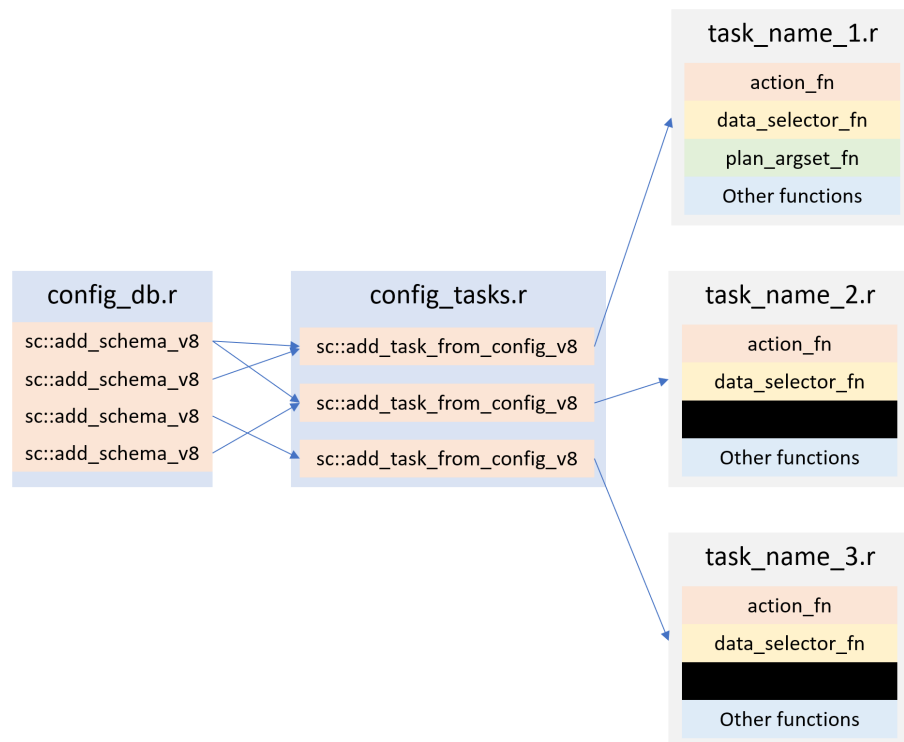 config_db.r
sc::add_schema_v8
sc::add_schema_v8
sc::add_schema_v8
sc::add_schema_v8
config_tasks.r
sc::add_task_from_config_v8
sc::add_task_from_config_v8
sc::add_task_from_config_v8
task_name_1.r
action_fn
data_selector_fn
plan_argset_fn
Other functions
task_name_2.r
action_fn
data_selector_fn
Other functions
task_name_3.r
action_fn
data_selector_fn
Other functions